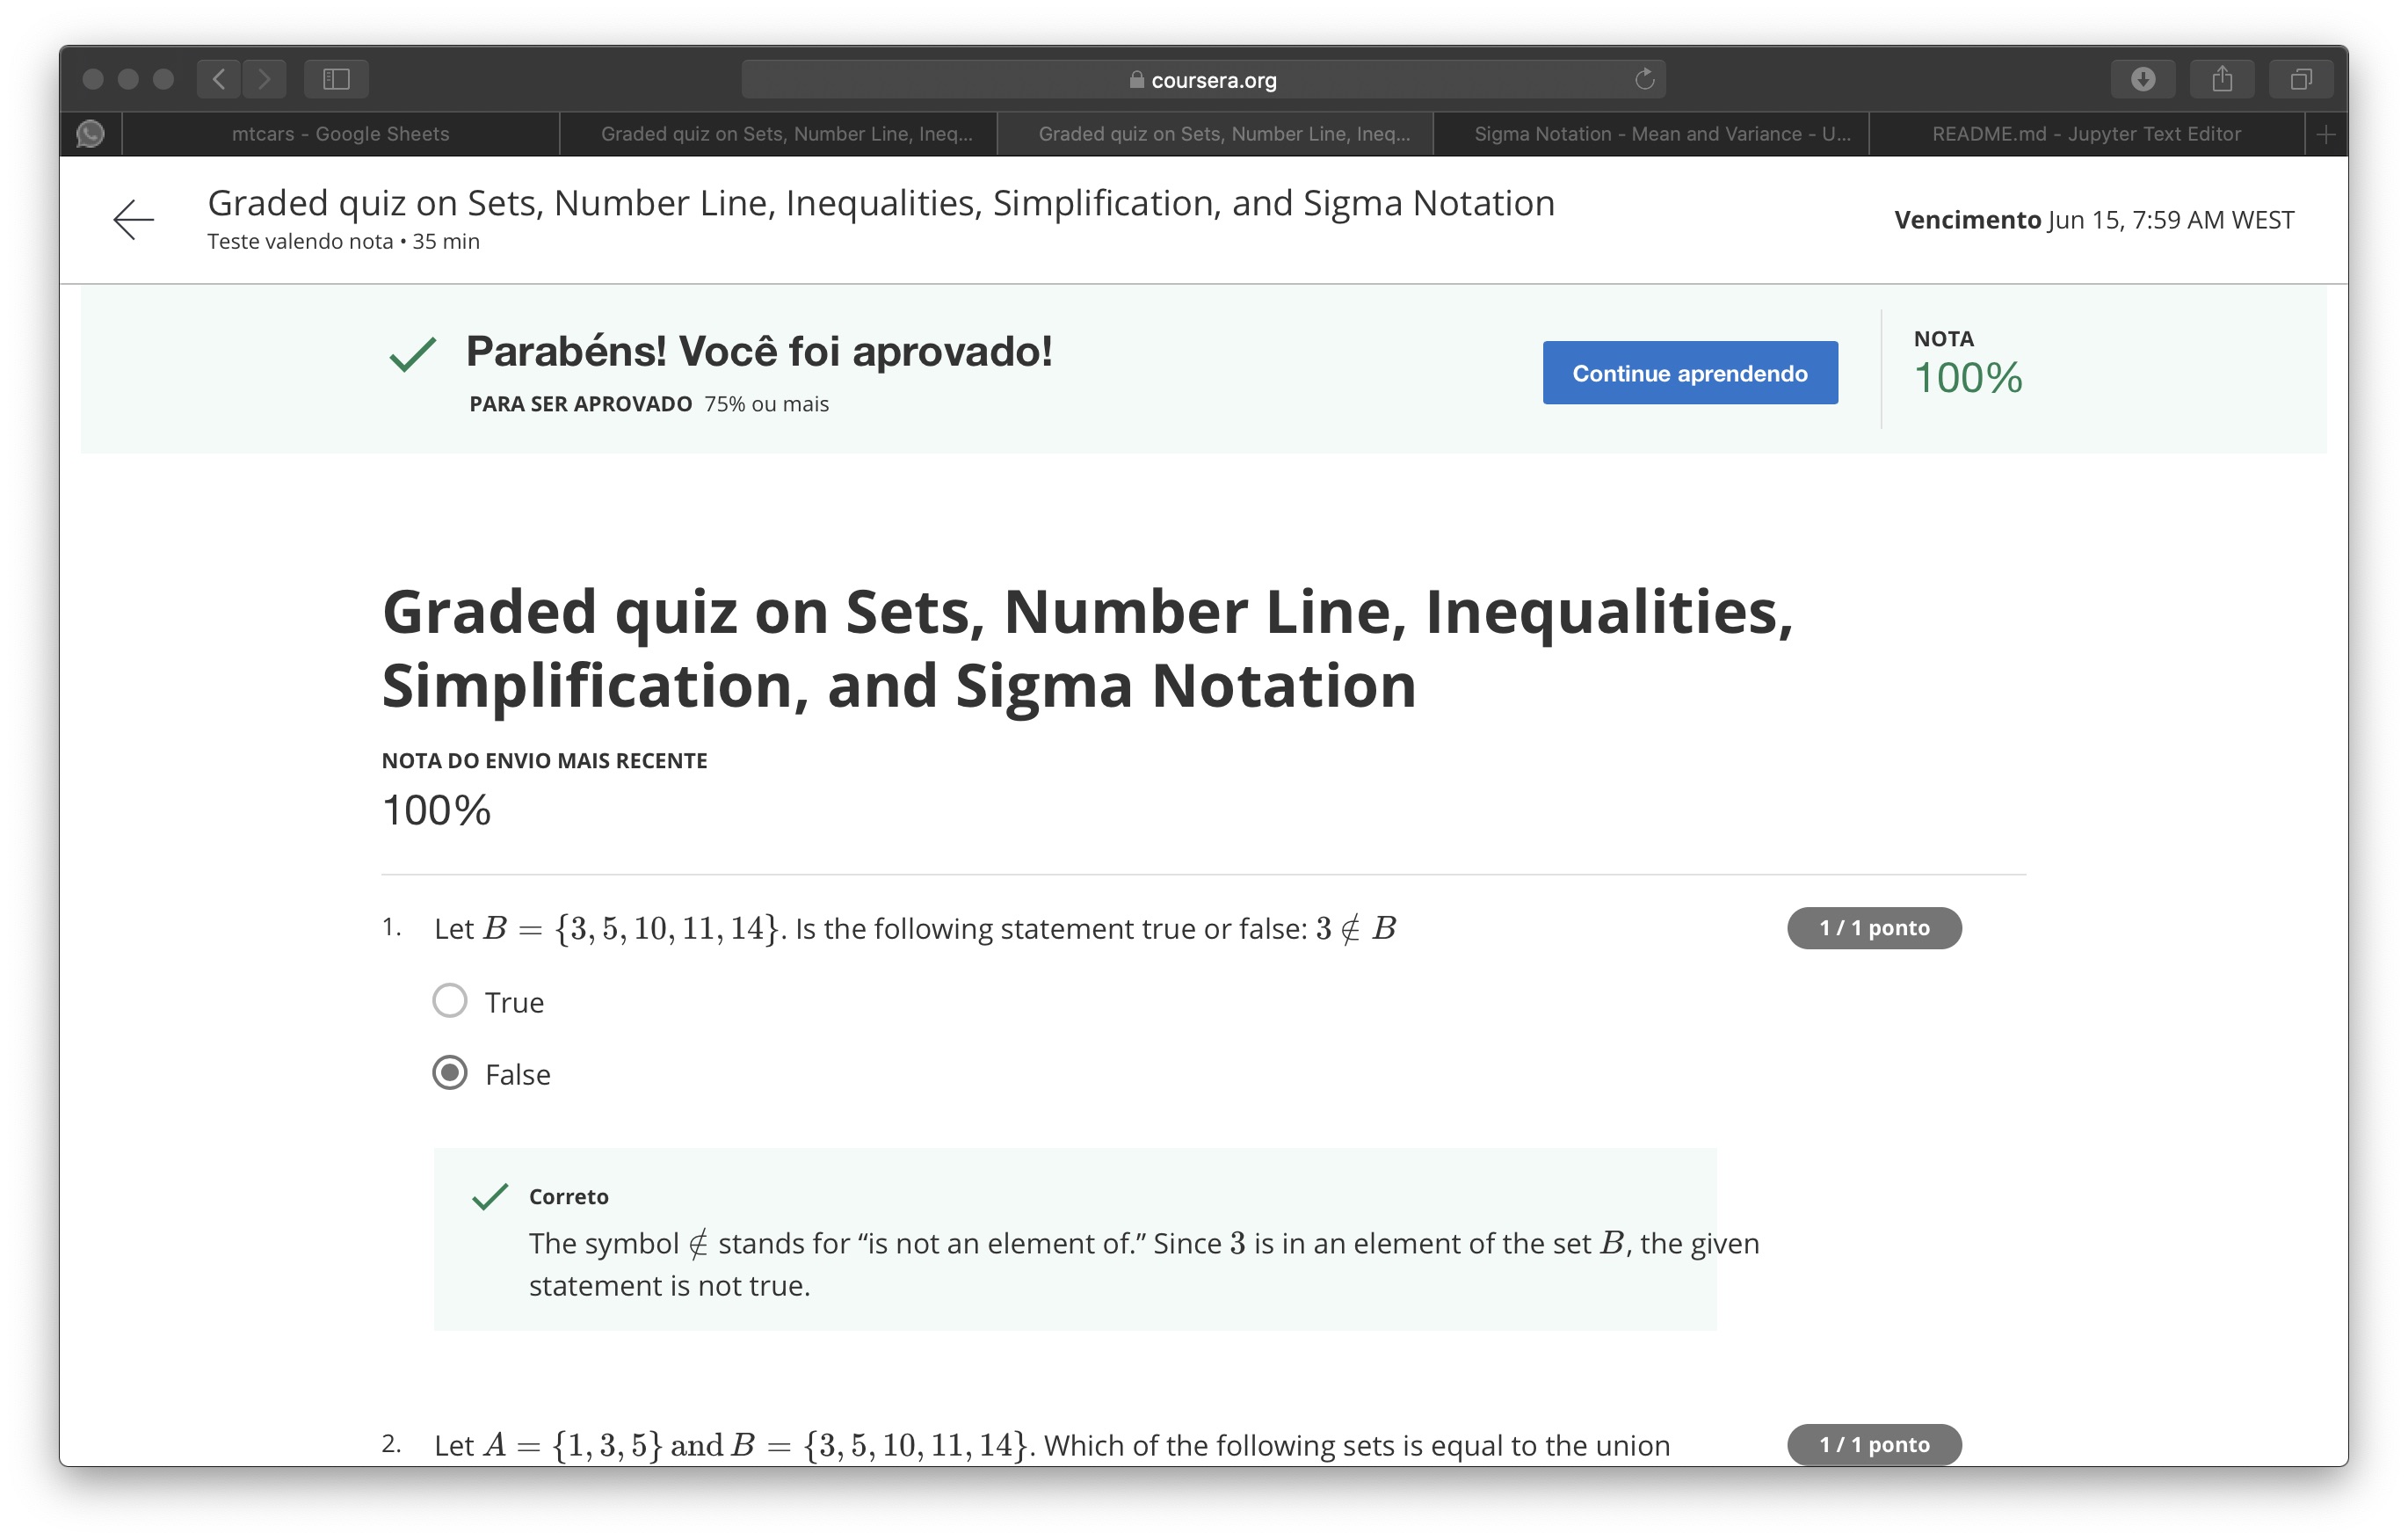 coursera.org
mtcars - Google Sheets
Graded quiz on Sets, Number Line, Ineq...
Graded quiz on Sets, Number Line, Ineq...
Sigma Notation - Mean and Variance - U...
README.md - Jupyter Text Editor
Graded quiz on Sets, Number Line, Inequalities, Simplification, and Sigma Notation
Teste valendo nota • 35 min
Vencimento Jun 15, 7:59 AM WEST
Parabéns! Você foi aprovado!
PARA SER APROVADO 75% ou mais
Continue aprendendo
NOTA
100%
Graded quiz on Sets, Number Line, Inequalities,
Simplification, and Sigma Notation
NOTA DO ENVIO MAIS RECENTE
100%
1. Let B = {3, 5, 10, 11, 14}. Is the following statement true or false: 3 ∉ B
1 / 1 ponto
True
False
Correto
The symbol ∉ stands for “is not an element of.” Since 3 is in an element of the set B, the given
statement is not true.
2. Let A = {1, 3, 5} and B = {3, 5, 10, 11, 14}. Which of the following sets is equal to the union
1 / 1 ponto